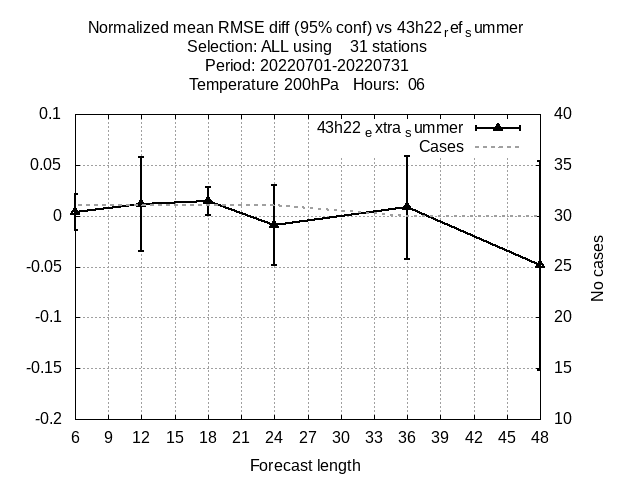 Normalized mean RMSE diff (95% conf) vs 43h22refsummer
Selection: ALL using 31 stations
Period: 20220701-20220731
Temperature 200hPa Hours: 06
43h22extrasummer
Cases
0.1
0.05
0
-0.05
-0.1
-0.15
-0.2
40
35
30
25
20
15
10
No cases
6 9 12 15 18 21 24 27 30 33 36 39 42 45 48
Forecast length